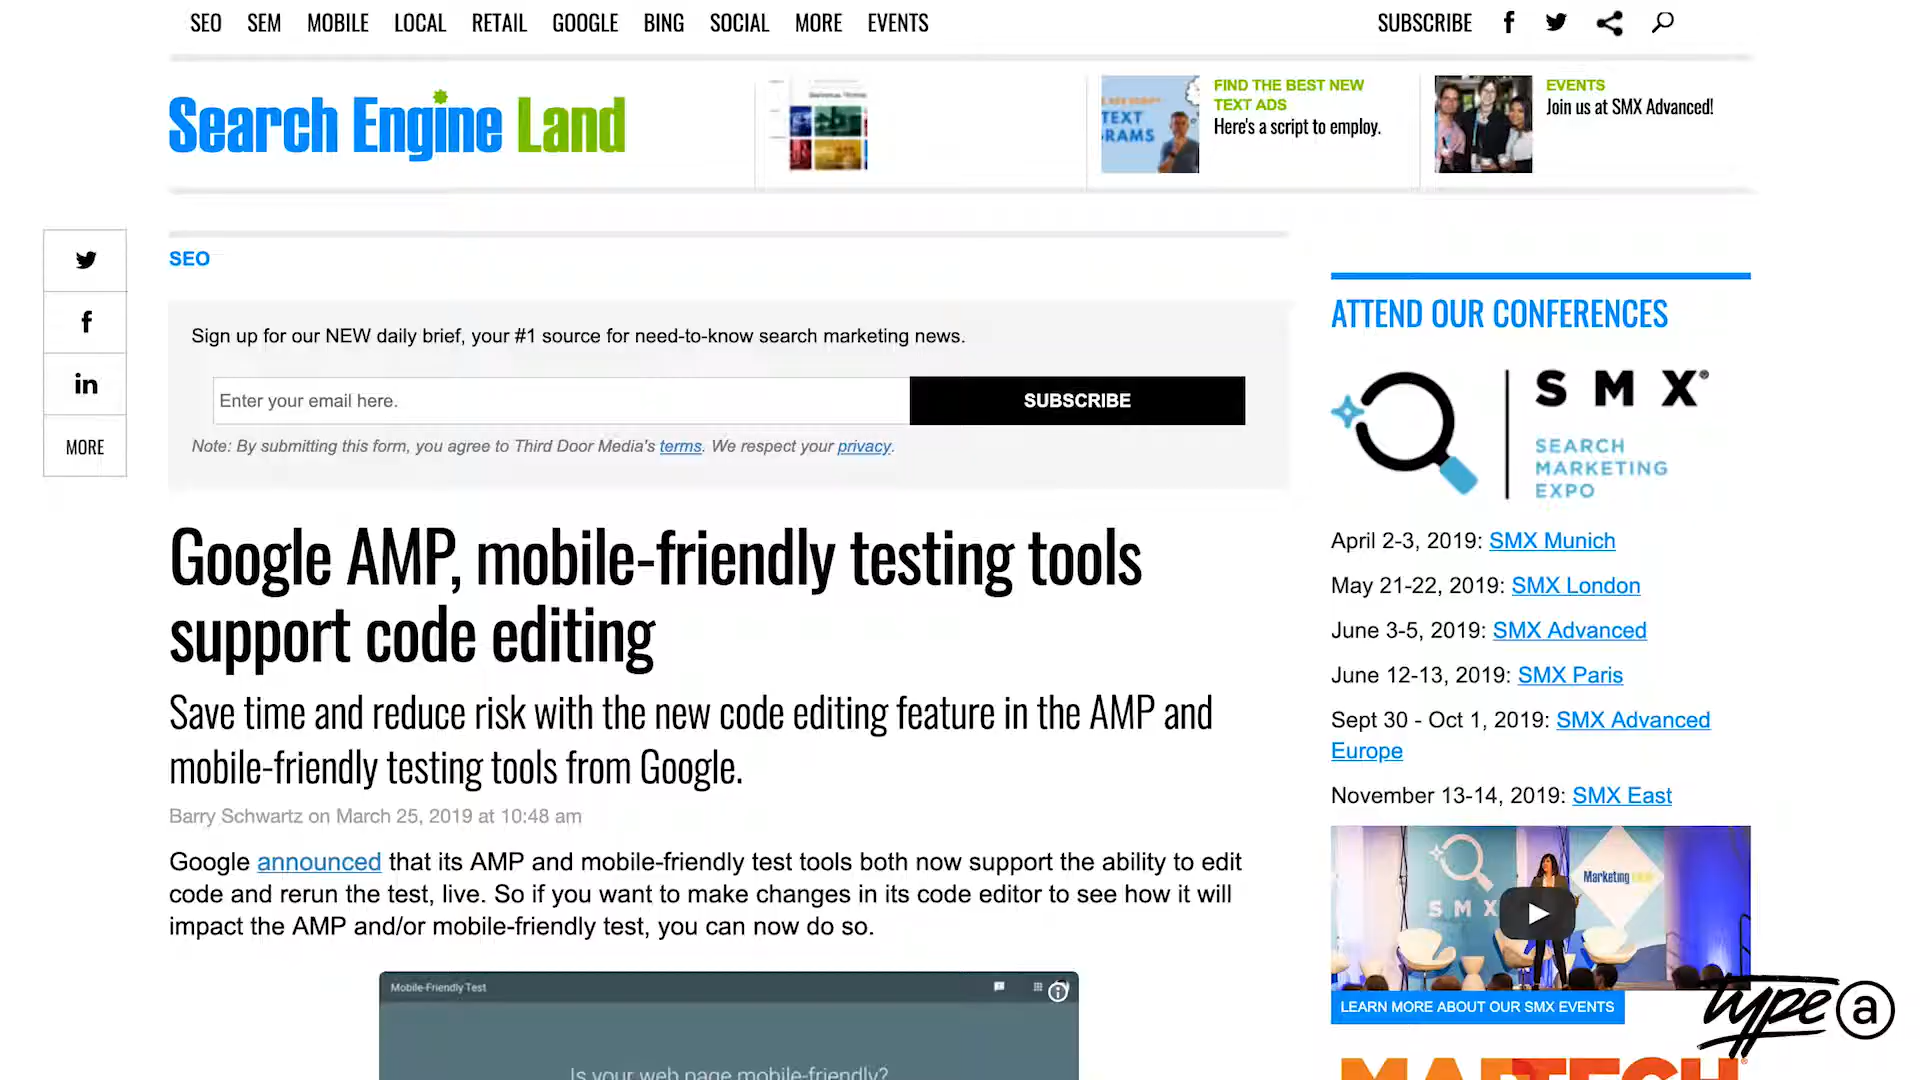 SEO SEM MOBILE LOCAL RETAIL GOOGLE BING SOCIAL MORE EVENTS SUBSCRIBE
Search Engine Land
FIND THE BEST NEW
TEXT ADS
Here's a script to employ.
TEXT
RAMS
EVENTS
Join us at SMX Advanced!
MORE
SEO
Sign up for our NEW daily brief, your #1 source for need-to-know search marketing news.
Enter your email here.
SUBSCRIBE
Note: By submitting this form, you agree to Third Door Media's terms. We respect your privacy.
Google AMP, mobile-friendly testing tools
support code editing
Save time and reduce risk with the new code editing feature in the AMP and
mobile-friendly testing tools from Google.
Barry Schwartz on March 25, 2019 at 10:48 am
Google announced that its AMP and mobile-friendly test tools both now support the ability to edit
code and rerun the test, live. So if you want to make changes in its code editor to see how it will
impact the AMP and/or mobile-friendly test, you can now do so.
Mobile-Friendly Test
Is your web page mobile-friendly?
ATTEND OUR CONFERENCES
SMX®
SEARCH
MARKETING
EXPO
April 2-3, 2019: SMX Munich
May 21-22, 2019: SMX London
June 3-5, 2019: SMX Advanced
June 12-13, 2019: SMX Paris
Sept 30 - Oct 1, 2019: SMX Advanced
Europe
November 13-14, 2019: SMX East
Marketing Land
SMX
LEARN MORE ABOUT OUR SMX EVENTS
type a
MARTECH®